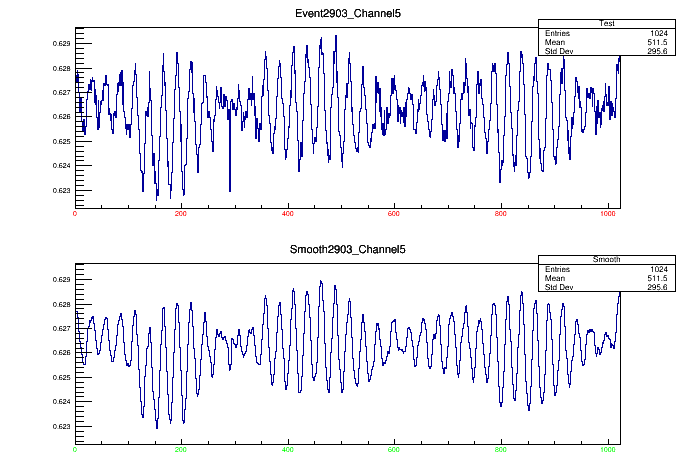 Event2903_Channel5
Test
Entries 1024
Mean 511.5
Std Dev 295.6
0.629
0.628
0.627
0.626
0.625
0.624
0.623
0 200 400 600 800 1000
Smooth2903_Channel5
Smooth
Entries 1024
Mean 511.5
Std Dev 295.6
0.629
0.628
0.627
0.626
0.625
0.624
0.623
0 200 400 600 800 1000